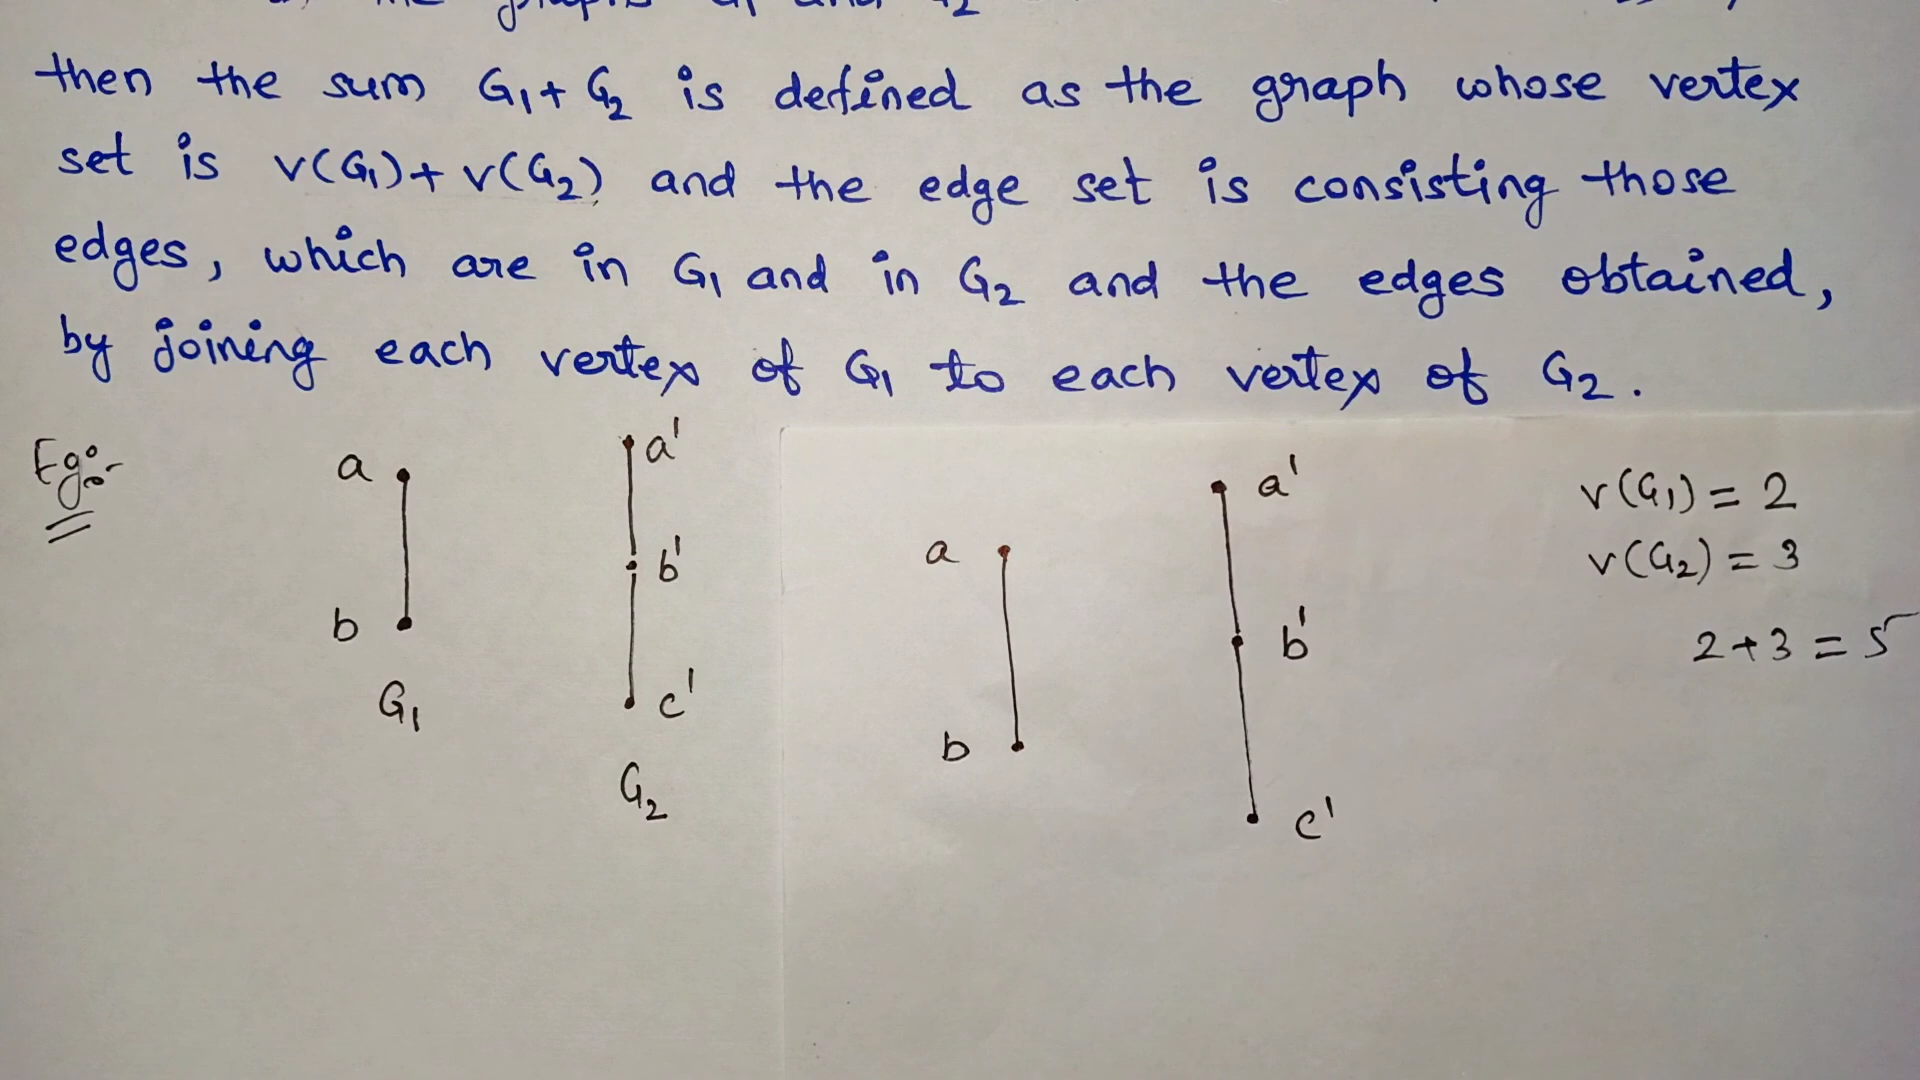 then the sum G₁+G₂ is defined as the graph whose vertex
set is V(G₁)+V(G₂) and the edge set is consisting those
edges, which are in G₁ and in G₂ and the edges obtained,
by joining each vertex of G₁ to each vertex of G₂.
Eg:-
a
b
G₁
a'
b'
c'
G₂
a
b
a'
b'
c'
V(G₁) = 2
V(G₂) = 3
2+3 = 5